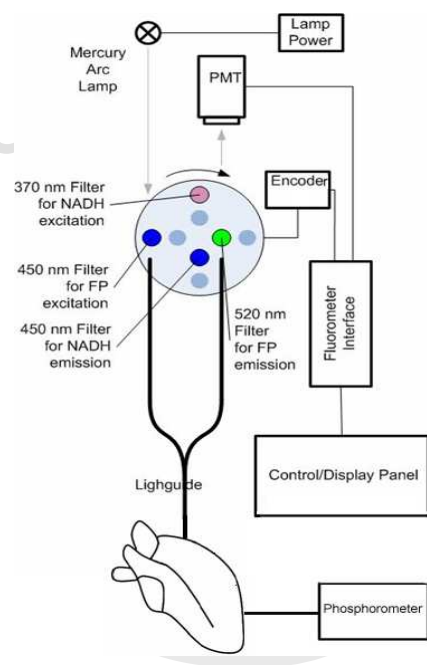 Lamp
Power
Mercury
Arc
Lamp
PMT
370 nm Filter
for NADH
excitation
Encoder
450 nm Filter
for FP
excitation
450 nm Filter
for NADH
emission
520 nm
Filter
for FP
emission
Fluorometer
Interface
Control/Display Panel
Lighguide
Phosphorometer